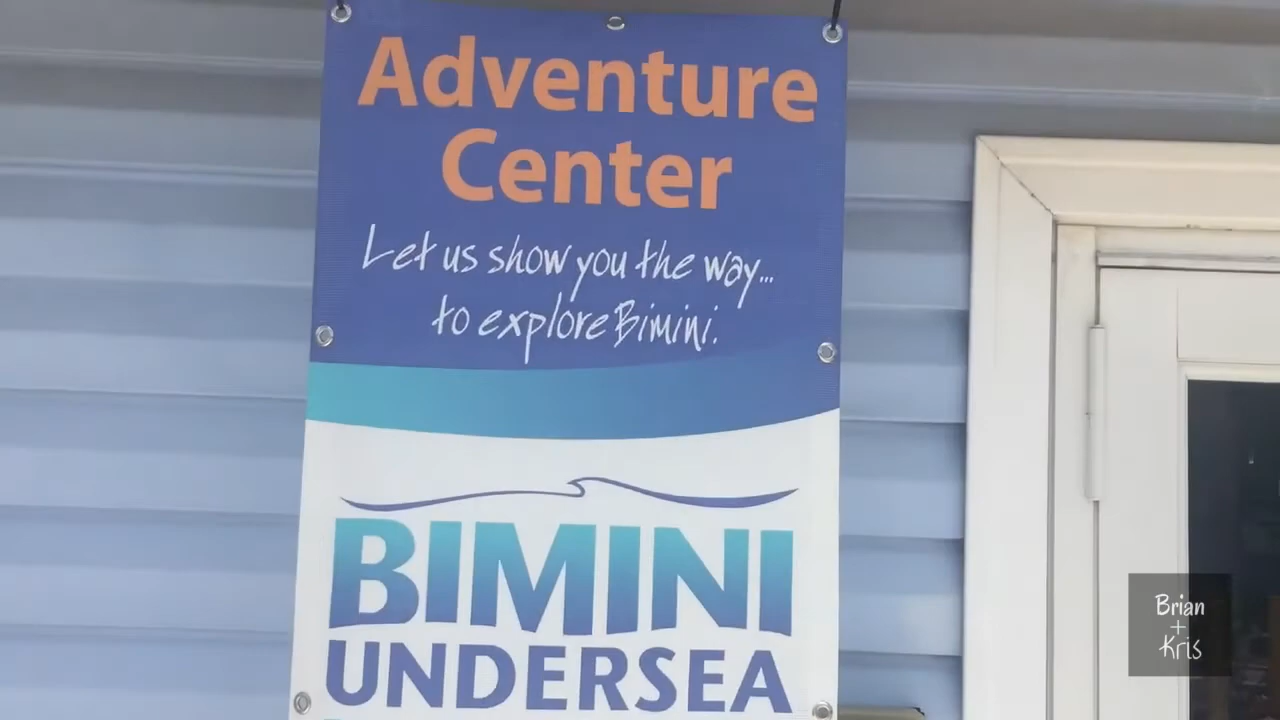 Adventure
Center
Let us show you the way...
to explore Bimini.
BIMINI
UNDERSEA
Brian
+
Kris